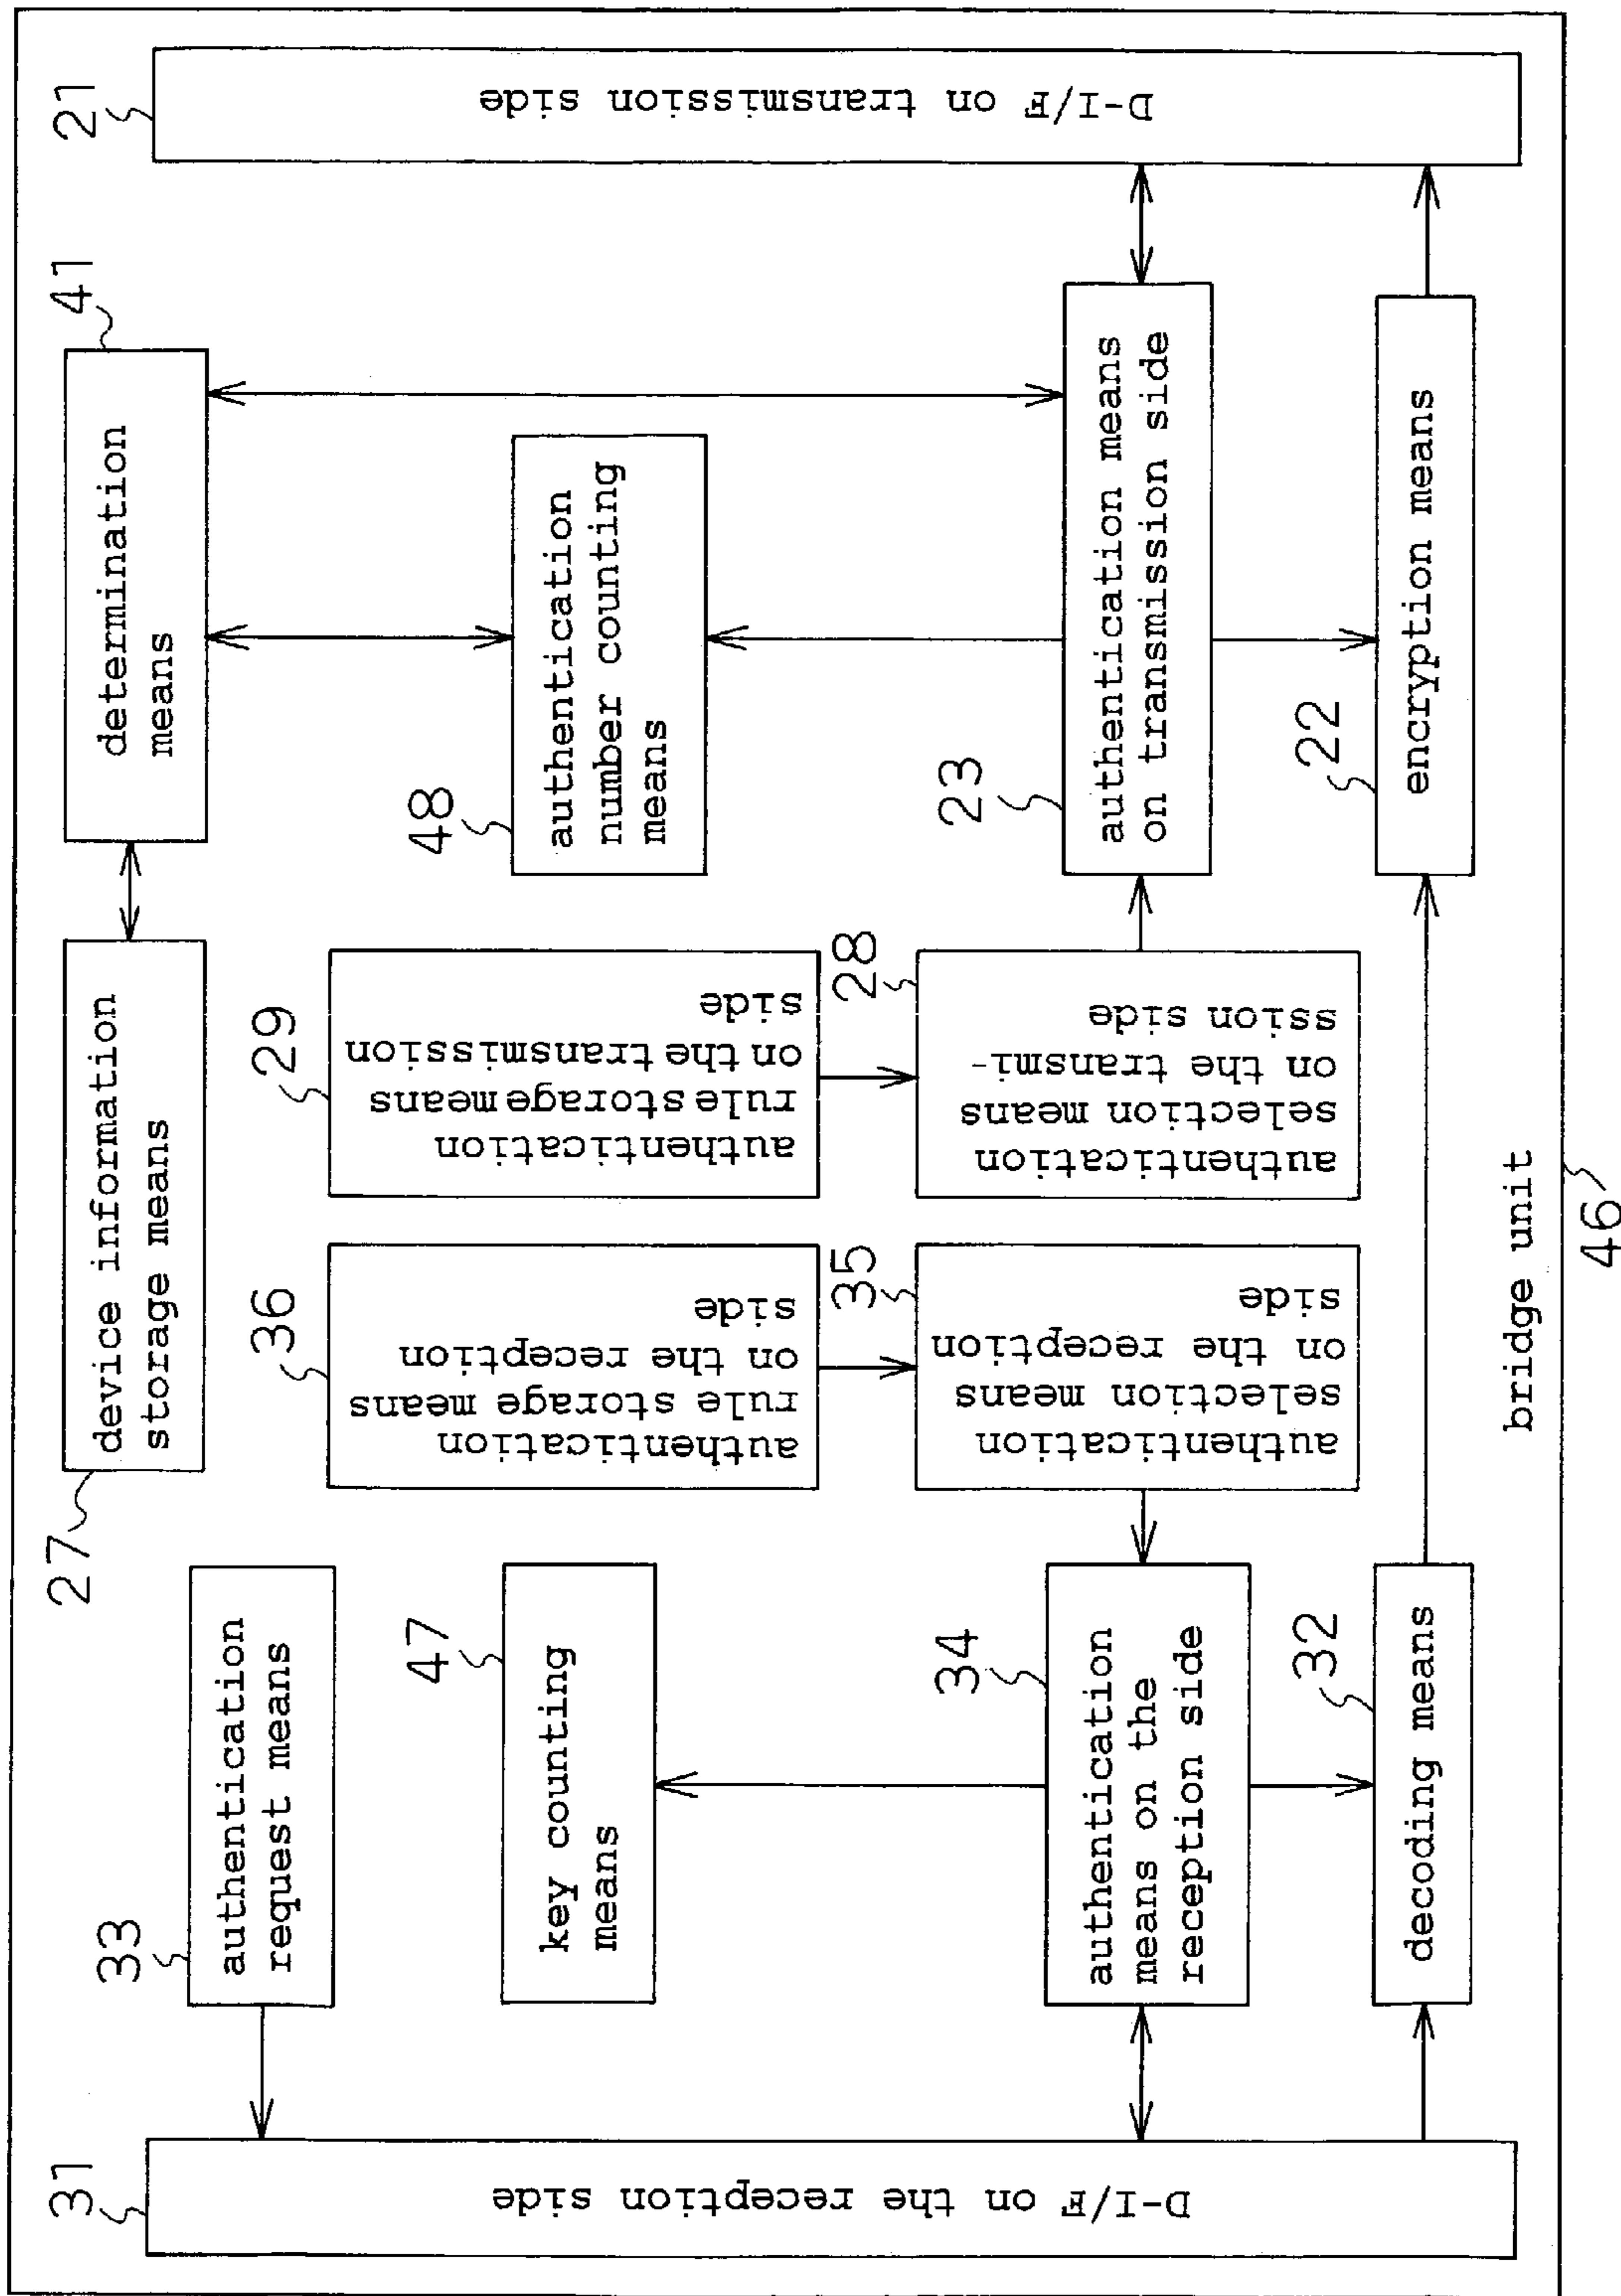 31
D-I/F on the reception side
33
authentication
request means
47
key counting
means
34
authentication
means on the
reception side
32
decoding means
27
device information
storage means
36
authentication
rule storage means
on the reception
side
35
authentication
selection means
on the reception
side
29
authentication
rule storage means
on the transmission
side
28
authentication
selection means
on the transmi-
ssion side
41
determination
means
48
authentication
number counting
means
23
authentication means
on transmission side
22
encryption means
21
D-I/F on transmission side
bridge unit
46